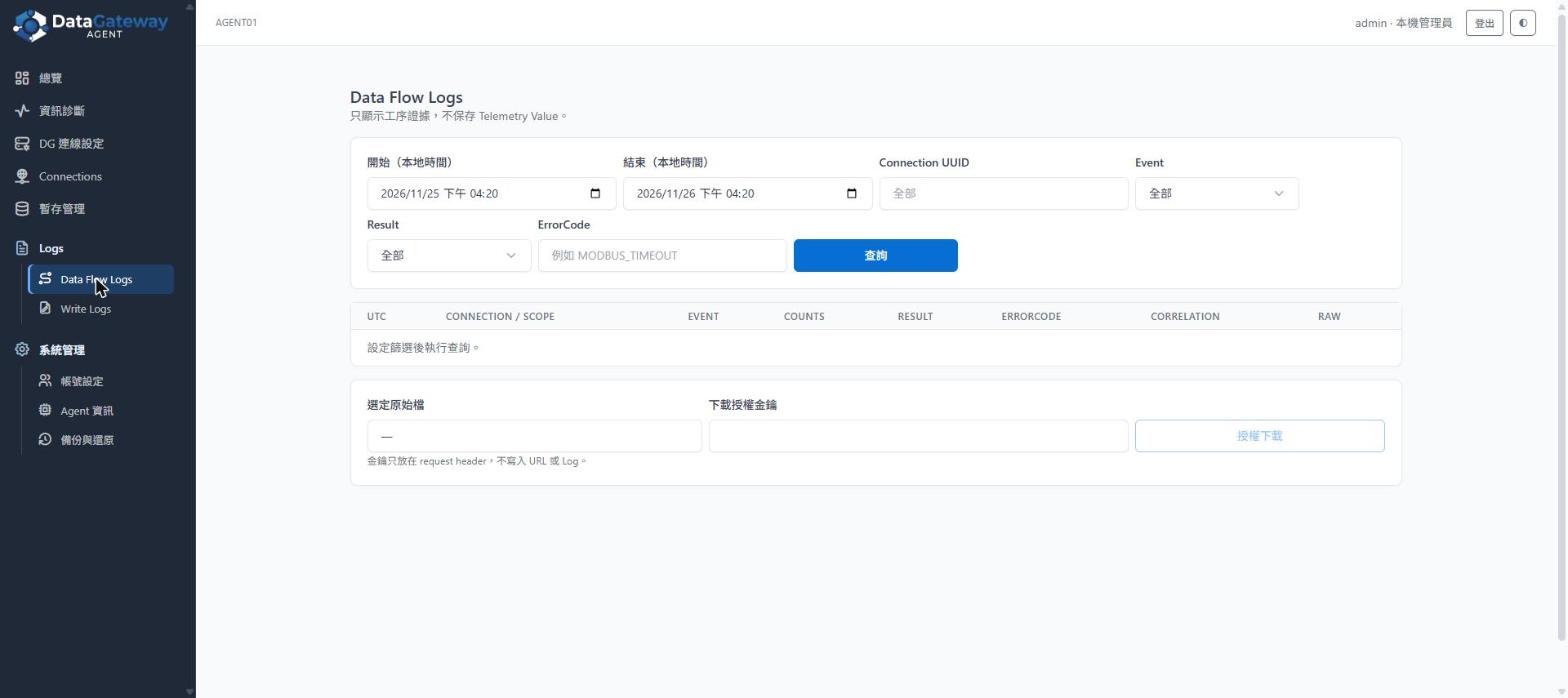 DataGateway
AGENT
總覽
資訊診斷
DG 連線設定
Connections
暫存管理
Logs
Data Flow Logs
Write Logs
系統管理
帳號設定
Agent 資訊
備份與還原
AGENT01
admin · 本機管理員
登出
Data Flow Logs
只顯示工序證據，不保存 Telemetry Value。
開始（本地時間）
結束（本地時間）
Connection UUID
Event
2026/11/25 下午 04:20
2026/11/26 下午 04:20
全部
全部
Result
ErrorCode
全部
例如 MODBUS_TIMEOUT
查詢
UTC CONNECTION / SCOPE EVENT COUNTS RESULT ERRORCODE CORRELATION RAW
設定篩選後執行查詢。
選定原始檔
下載授權金鑰
—
授權下載
金鑰只放在 request header，不寫入 URL 或 Log。